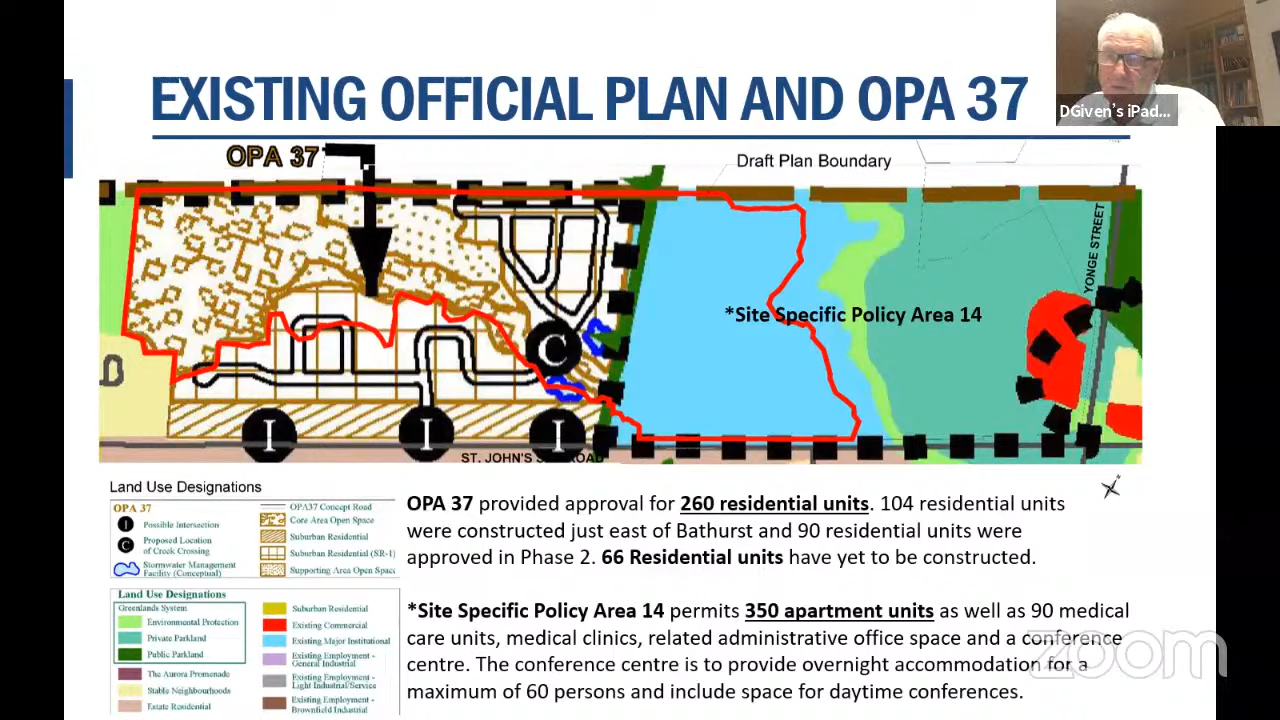 EXISTING OFFICIAL PLAN AND OPA 37
DGiven's iPad...
OPA 37
Draft Plan Boundary
YONGE STREET
*Site Specific Policy Area 14
C
I
I
I
ST. JOHN'S
ROAD
Land Use Designations
OPA 37
I Possible Intersection
C Proposed Location
of Creek Crossing
Stormwater Management
Facility (Conceptual)
OPA37 Concept Road
Core Area Open Space
Suburban Residential
Suburban Residential (SR-1)
Supporting Area Open Space
Land Use Designations
Greenlands System
Environmental Protection
Private Parkland
Public Parkland
The Aurora Promenade
Stable Neighbourhoods
Estate Residential
Suburban Residential
Existing Commercial
Existing Major Institutional
Existing Employment -
General Industrial
Existing Employment -
Light Industrial/Service
Existing Employment -
Brownfield Industrial
OPA 37 provided approval for 260 residential units. 104 residential units
were constructed just east of Bathurst and 90 residential units were
approved in Phase 2. 66 Residential units have yet to be constructed.
*Site Specific Policy Area 14 permits 350 apartment units as well as 90 medical
care units, medical clinics, related administrative office space and a conference
centre. The conference centre is to provide overnight accommodation for a
maximum of 60 persons and include space for daytime conferences.
zoom